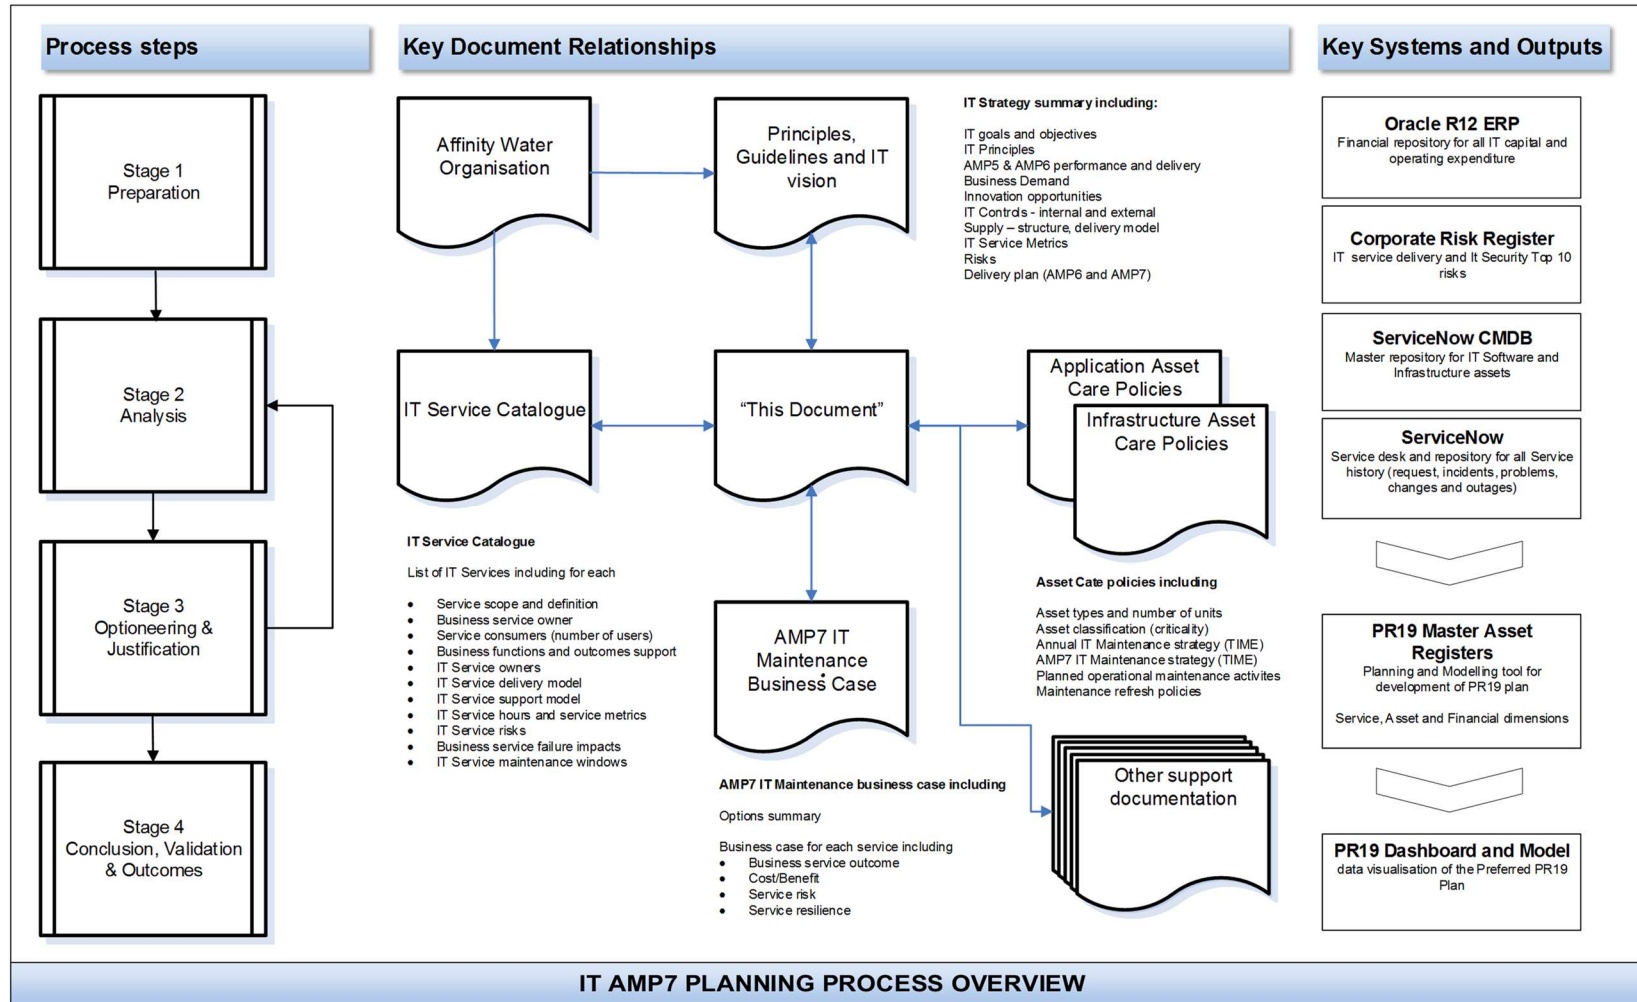 Process steps
Key Document Relationships
Key Systems and Outputs
Stage 1
Preparation
Stage 2
Analysis
Stage 3
Optioneering &
Justification
Stage 4
Conclusion, Validation
& Outcomes
Affinity Water
Organisation
Principles,
Guidelines and IT
vision
IT Strategy summary including:
IT goals and objectives
IT Principles
AMP5 & AMP6 performance and delivery
Business Demand
Innovation opportunities
IT Controls - internal and external
Supply – structure, delivery model
IT Service Metrics
Risks
Delivery plan (AMP6 and AMP7)
IT Service Catalogue
“This Document”
Application Asset
Care Policies
Infrastructure Asset
Care Policies
IT Service Catalogue
List of IT Services including for each
• Service scope and definition
• Business service owner
• Service consumers (number of users)
• Business functions and outcomes support
• IT Service owners
• IT Service delivery model
• IT Service support model
• IT Service hours and service metrics
• IT Service risks
• Business service failure impacts
• IT Service maintenance windows
AMP7 IT
Maintenance
Business Case
AMP7 IT Maintenance business case including
Options summary
Business case for each service including
• Business service outcome
• Cost/Benefit
• Service risk
• Service resilience
Asset Cate policies including
Asset types and number of units
Asset classification (criticality)
Annual IT Maintenance strategy (TIME)
AMP7 IT Maintenance strategy (TIME)
Planned operational maintenance activites
Maintenance refresh policies
Other support
documentation
Oracle R12 ERP
Financial repository for all IT capital and
operating expenditure
Corporate Risk Register
IT service delivery and It Security Top 10
risks
ServiceNow CMDB
Master repository for IT Software and
Infrastructure assets
ServiceNow
Service desk and repository for all Service
history (request, incidents, problems,
changes and outages)
PR19 Master Asset
Registers
Planning and Modelling tool for
development of PR19 plan
Service, Asset and Financial dimensions
PR19 Dashboard and Model
data visualisation of the Preferred PR19
Plan
IT AMP7 PLANNING PROCESS OVERVIEW